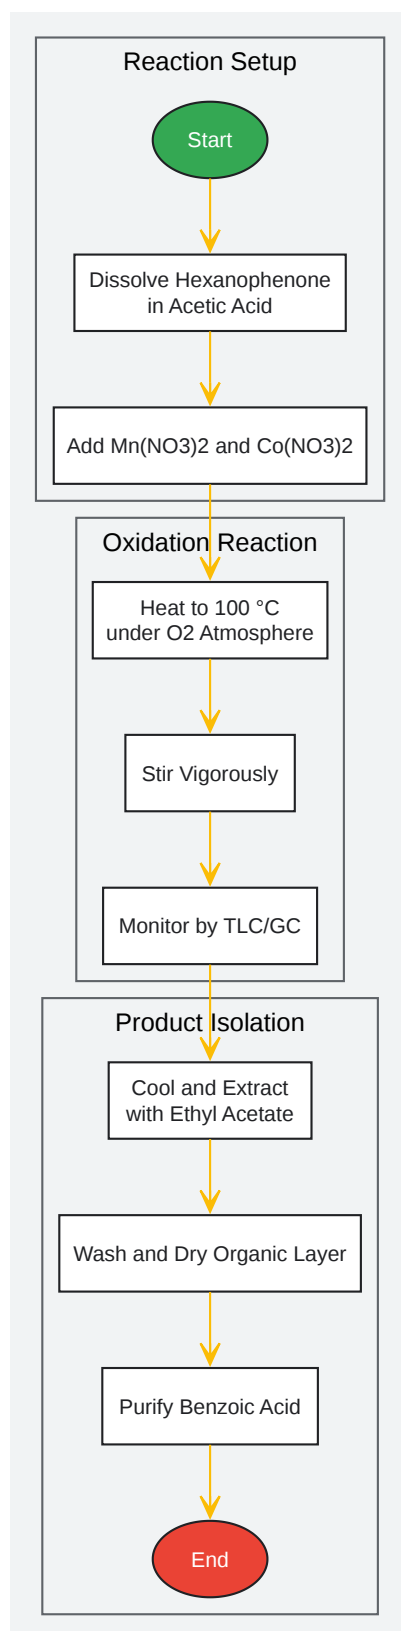 Reaction Setup
Start
Dissolve Hexanophenone
in Acetic Acid
Add Mn(NO3)2 and Co(NO3)2
Oxidation Reaction
Heat to 100 °C
under O2 Atmosphere
Stir Vigorously
Monitor by TLC/GC
Product Isolation
Cool and Extract
with Ethyl Acetate
Wash and Dry Organic Layer
Purify Benzoic Acid
End